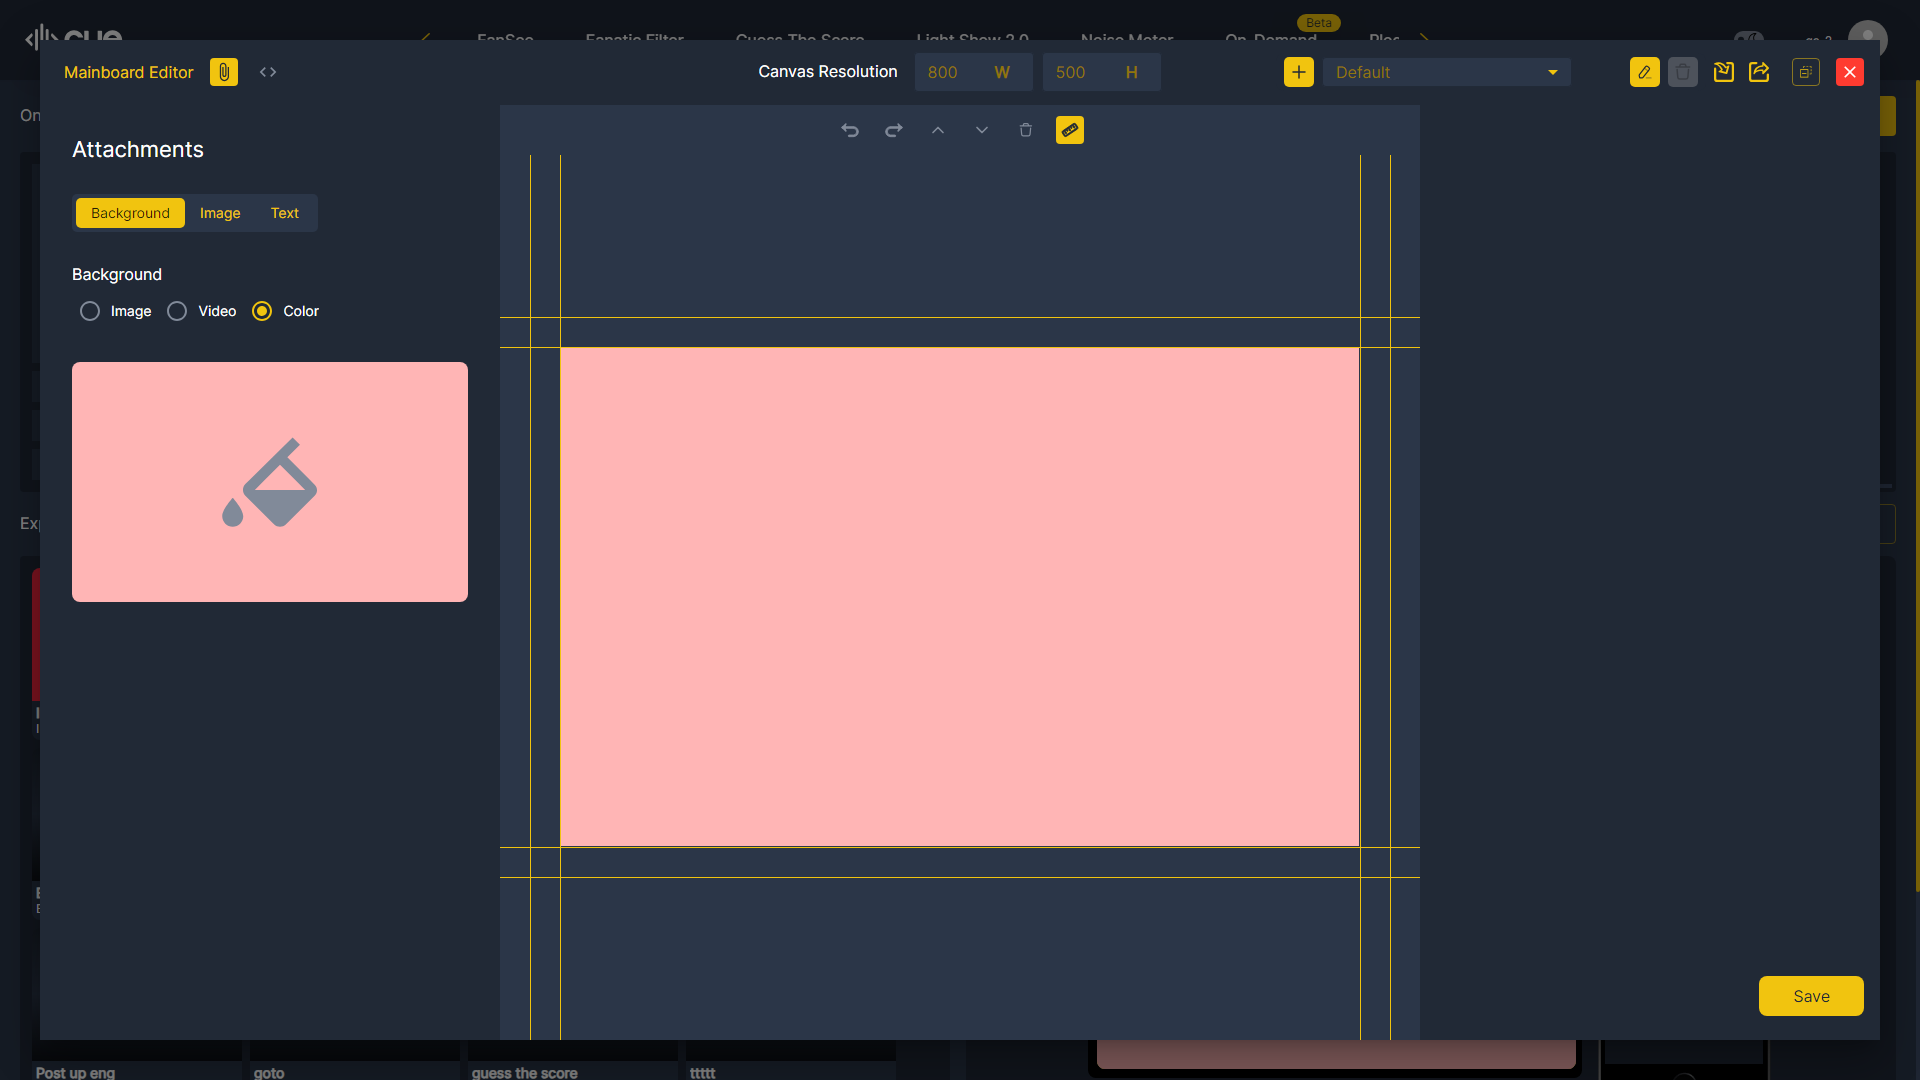 Beta
cue
FanSee
Fanatic Filter
Guess The Score
Light Show 2.0
Noise Meter
On-Demand
Mainboard Editor
Canvas Resolution
800 W
500 H
Default
On
Attachments
Background
Image
Text
Background
Image
Video
Color
Exp
Save
Post up eng
goto
guess the score
ttttt